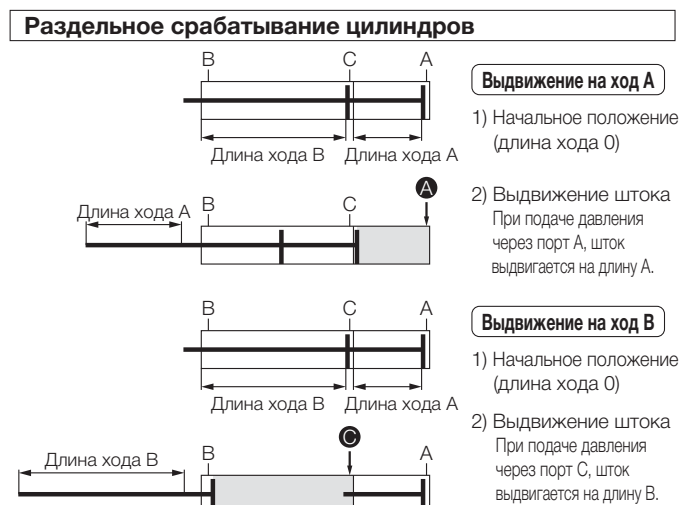 Раздельное срабатывание цилиндров
B C A
Длина хода B Длина хода A
Выдвижение на ход A
1) Начальное положение
(длина хода 0)
A
Длина хода A B C
2) Выдвижение штока
При подаче давления
через порт A, шток
выдвигается на длину A.
B C A
Длина хода B Длина хода A
Выдвижение на ход B
1) Начальное положение
(длина хода 0)
C
Длина хода B B A
2) Выдвижение штока
При подаче давления
через порт C, шток
выдвигается на длину B.